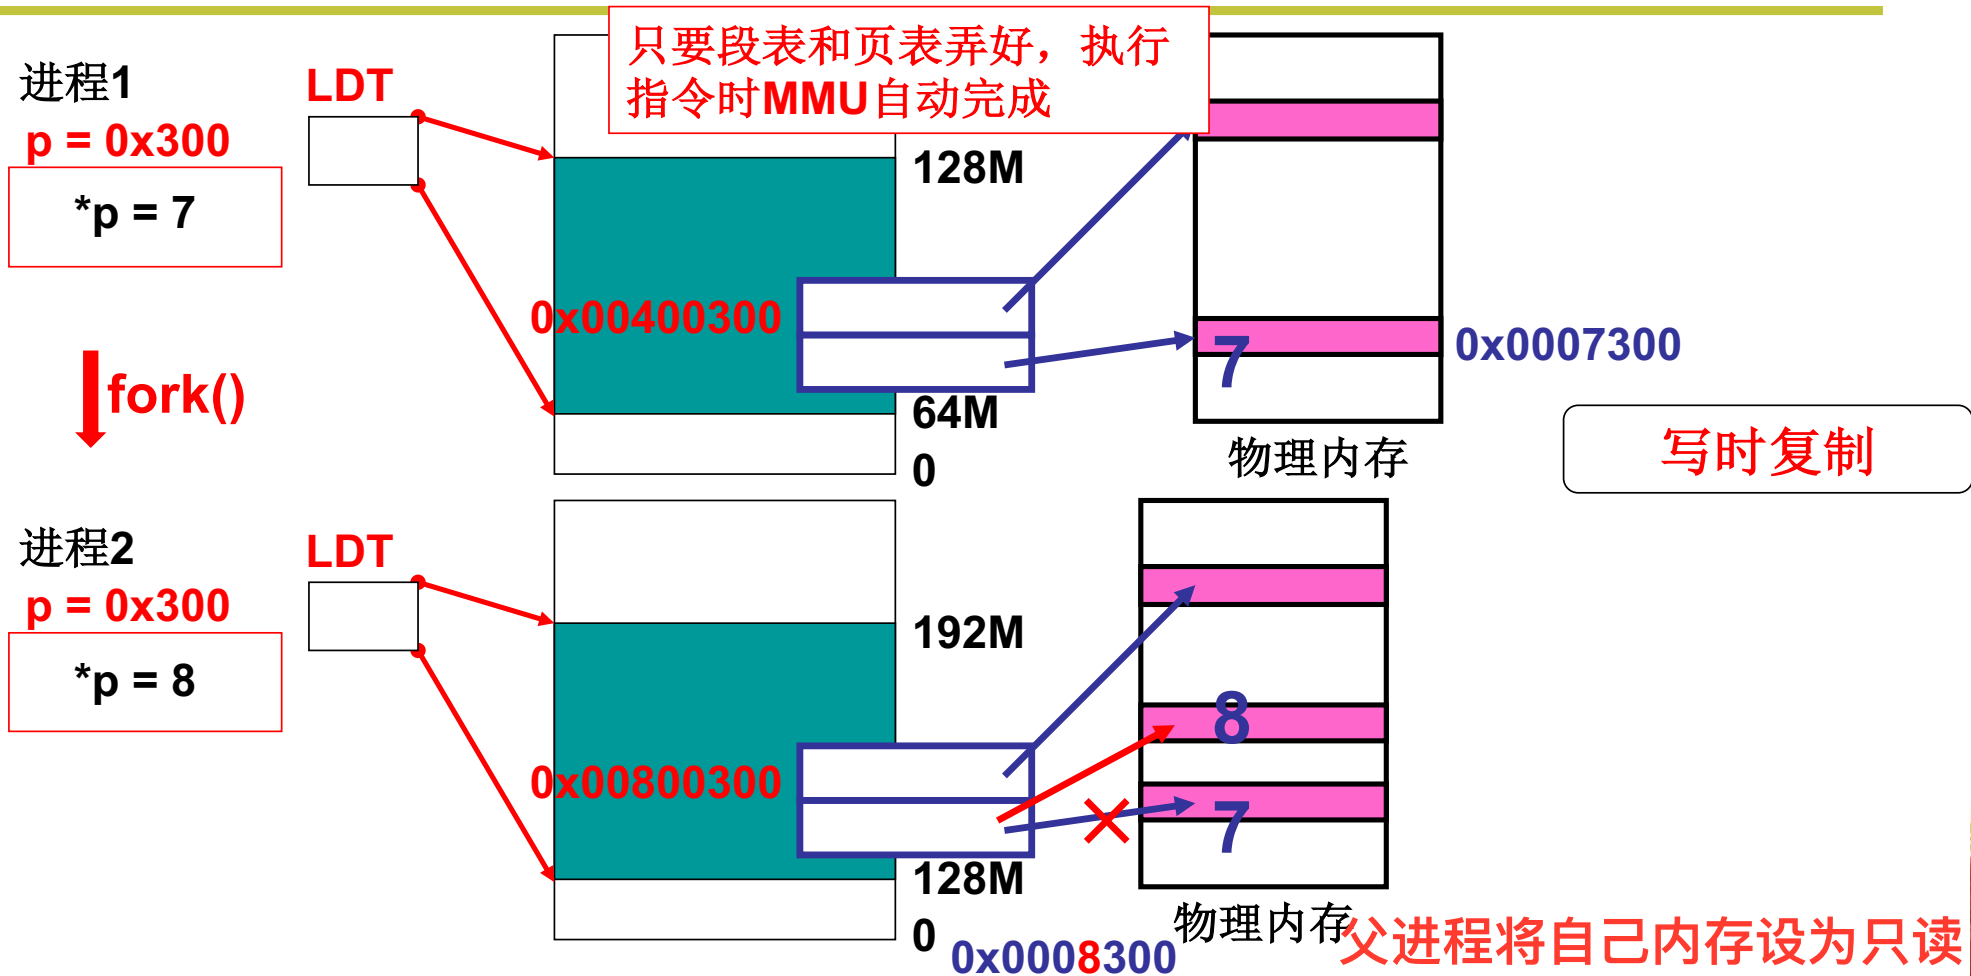 只要段表和页表弄好，执行
指令时MMU自动完成
进程1
p = 0x300
*p = 7
LDT
128M
0x00400300
64M
0
7
0x0007300
物理内存
fork()
写时复制
进程2
p = 0x300
*p = 8
LDT
192M
0x00800300
128M
0
8
7
0x0008300
物理内存
父进程将自己内存设为只读